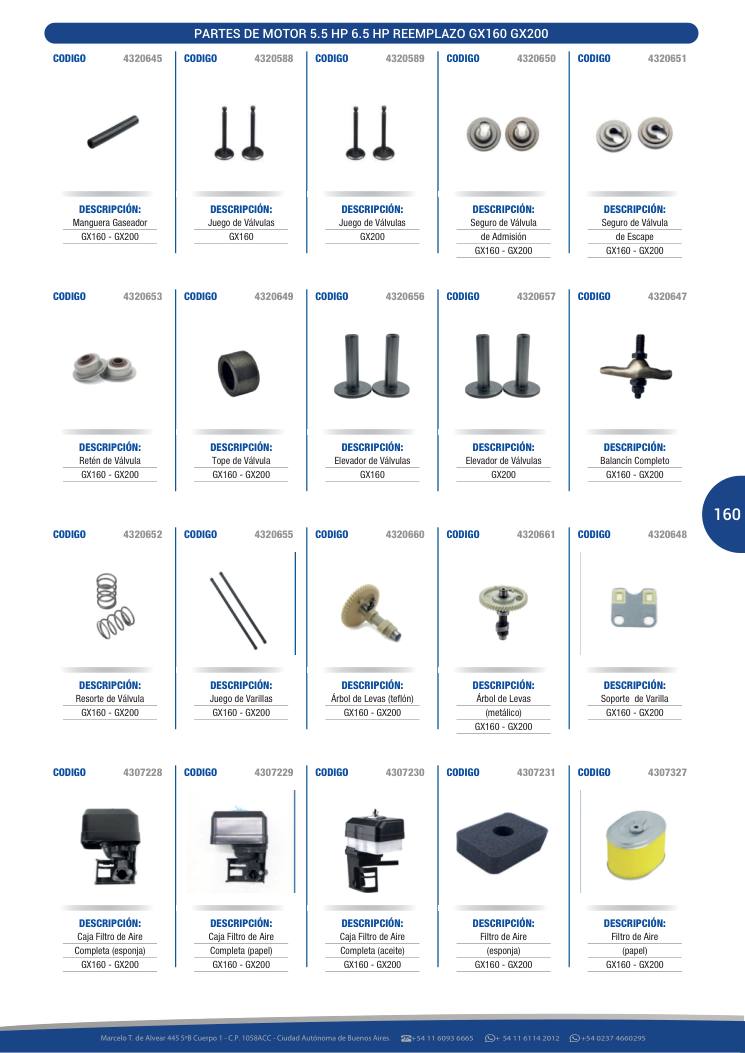 PARTES DE MOTOR 5.5 HP 6.5 HP REEMPLAZO GX160 GX200
CODIGO 4320645
DESCRIPCIÓN:
Manguera Gaseador
GX160 - GX200
CODIGO 4320588
DESCRIPCIÓN:
Juego de Válvulas
GX160
CODIGO 4320589
DESCRIPCIÓN:
Juego de Válvulas
GX200
CODIGO 4320650
DESCRIPCIÓN:
Seguro de Válvula
de Admisión
GX160 - GX200
CODIGO 4320651
DESCRIPCIÓN:
Seguro de Válvula
de Escape
GX160 - GX200
CODIGO 4320653
DESCRIPCIÓN:
Retén de Válvula
GX160 - GX200
CODIGO 4320649
DESCRIPCIÓN:
Tope de Válvula
GX160 - GX200
CODIGO 4320656
DESCRIPCIÓN:
Elevador de Válvulas
GX160
CODIGO 4320657
DESCRIPCIÓN:
Elevador de Válvulas
GX200
CODIGO 4320647
DESCRIPCIÓN:
Balancín Completo
GX160 - GX200
160
CODIGO 4320652
DESCRIPCIÓN:
Resorte de Válvula
GX160 - GX200
CODIGO 4320655
DESCRIPCIÓN:
Juego de Varillas
GX160 - GX200
CODIGO 4320660
DESCRIPCIÓN:
Árbol de Levas (teflón)
GX160 - GX200
CODIGO 4320661
DESCRIPCIÓN:
Árbol de Levas
(metálico)
GX160 - GX200
CODIGO 4320648
DESCRIPCIÓN:
Soporte de Varilla
GX160 - GX200
CODIGO 4307228
DESCRIPCIÓN:
Caja Filtro de Aire
Completa (esponja)
GX160 - GX200
CODIGO 4307229
DESCRIPCIÓN:
Caja Filtro de Aire
Completa (papel)
GX160 - GX200
CODIGO 4307230
DESCRIPCIÓN:
Caja Filtro de Aire
Completa (aceite)
GX160 - GX200
CODIGO 4307231
DESCRIPCIÓN:
Filtro de Aire
(esponja)
GX160 - GX200
CODIGO 4307327
DESCRIPCIÓN:
Filtro de Aire
(papel)
GX160 - GX200
Marcelo T. de Alvear 445 5ºB Cuerpo 1 - C.P. 1058ACC - Ciudad Autónoma de Buenos Aires. +54 11 6093 6665 + 54 11 6114 2012 +54 0237 4660295